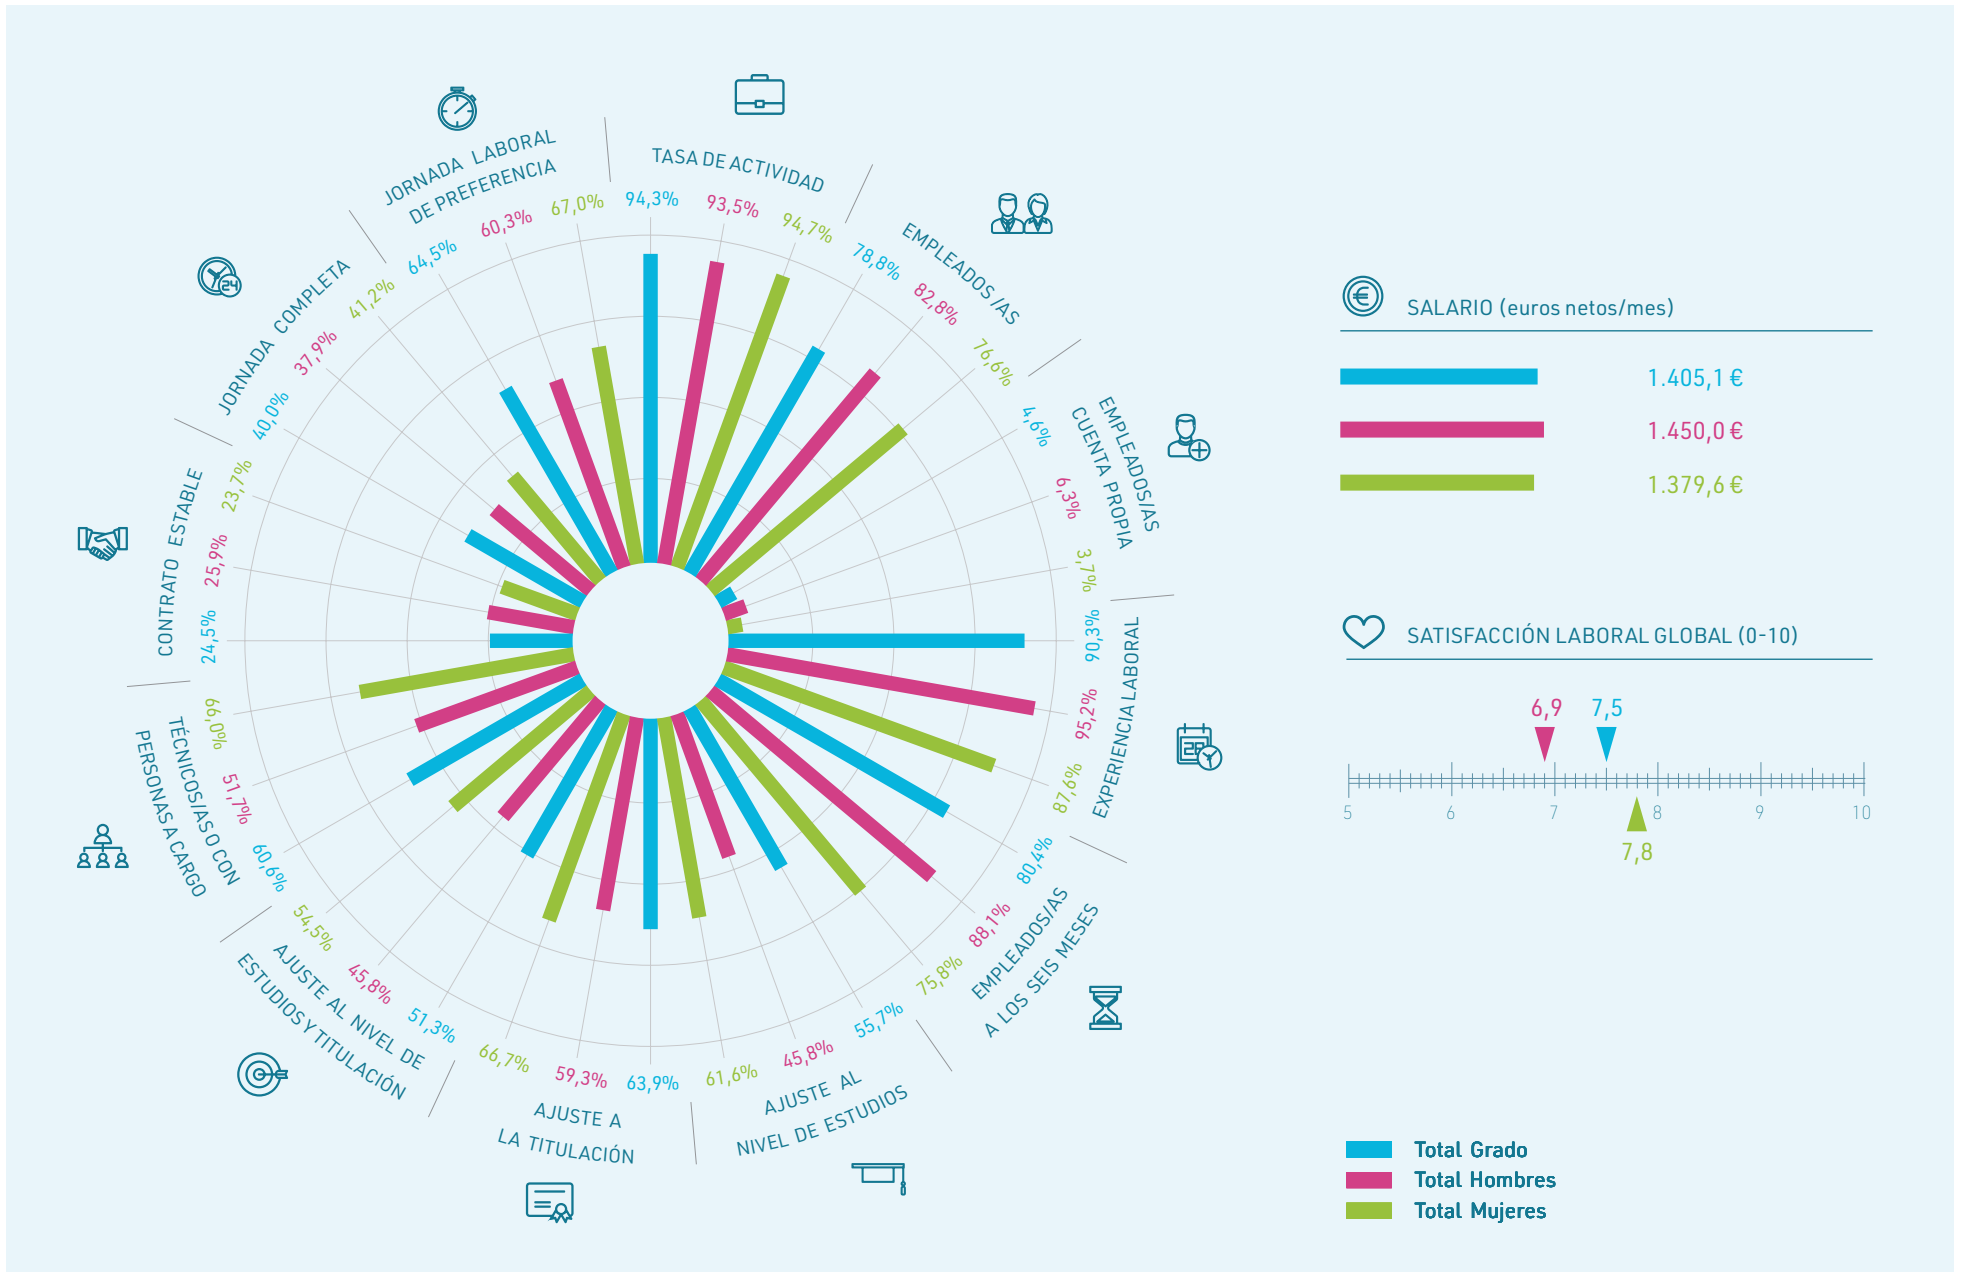 TASA DE ACTIVIDAD
94,3%
93,5%
94,7%
EMPLEADOS /AS
78,8%
82,8%
76,6%
EMPLEADOS/AS
CUENTA PROPIA
4,6%
6,3%
3,7%
EXPERIENCIA LABORAL
90,3%
95,2%
87,6%
EMPLEADOS/AS
A LOS SEIS MESES
80,4%
88,1%
75,8%
AJUSTE AL
NIVEL DE ESTUDIOS
55,7%
45,8%
61,6%
AJUSTE A
LA TITULACIÓN
63,9%
59,3%
66,7%
AJUSTE AL NIVEL DE
ESTUDIOS Y TITULACIÓN
51,3%
45,8%
54,5%
TÉCNICOS/AS CON
PERSONAS A CARGO
60,6%
51,7%
69,0%
CONTRATO ESTABLE
24,5%
25,9%
23,7%
JORNADA COMPLETA
40,0%
37,9%
41,2%
JORNADA LABORAL
DE PREFERENCIA
64,5%
60,3%
67,0%
24
SALARIO (euros netos/mes)
1.405,1 €
1.450,0 €
1.379,6 €
SATISFACCIÓN LABORAL GLOBAL (0-10)
6,9 7,5
5 6 7 8 9 10
7,8
Total Grado
Total Hombres
Total Mujeres